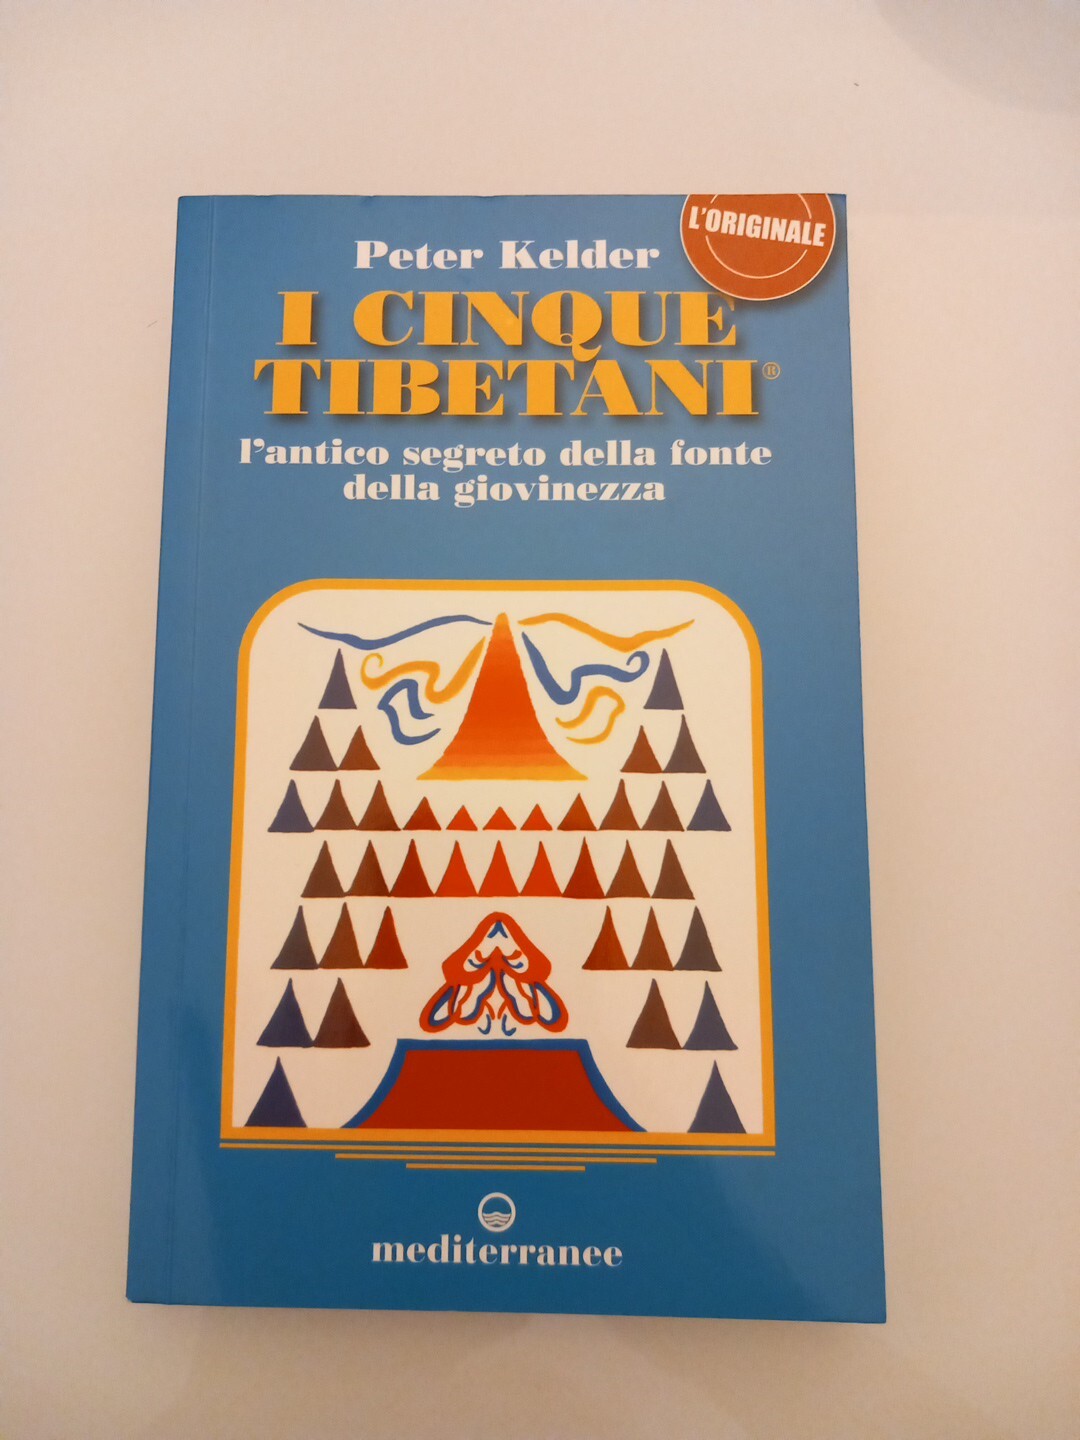 L'ORIGINALE
Peter Kelder
I CINQUE
TIBETANI®
l'antico segreto della fonte
della giovinezza
mediterranee